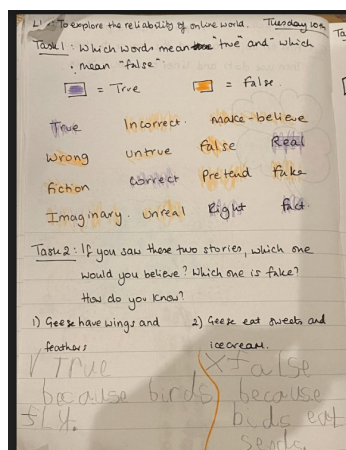 L.I: To explore the reliability of online world. Tuesday 10th
Task 1: Which words mean "true" and which
mean "false".
= True = False.
True Incorrect. Make-believe
Wrong Untrue False Real
fiction Correct Pretend fake
Imaginary. Unreal Right fact.
Task 2: If you saw these two stories, which one
would you believe? Which one is fake?
How do you know?
1) Geese have wings and
feathers
2) Geese eat sweets and
icecream.
√ True
because birds
fly.
X false
because
birds eat
seeds.
Ta